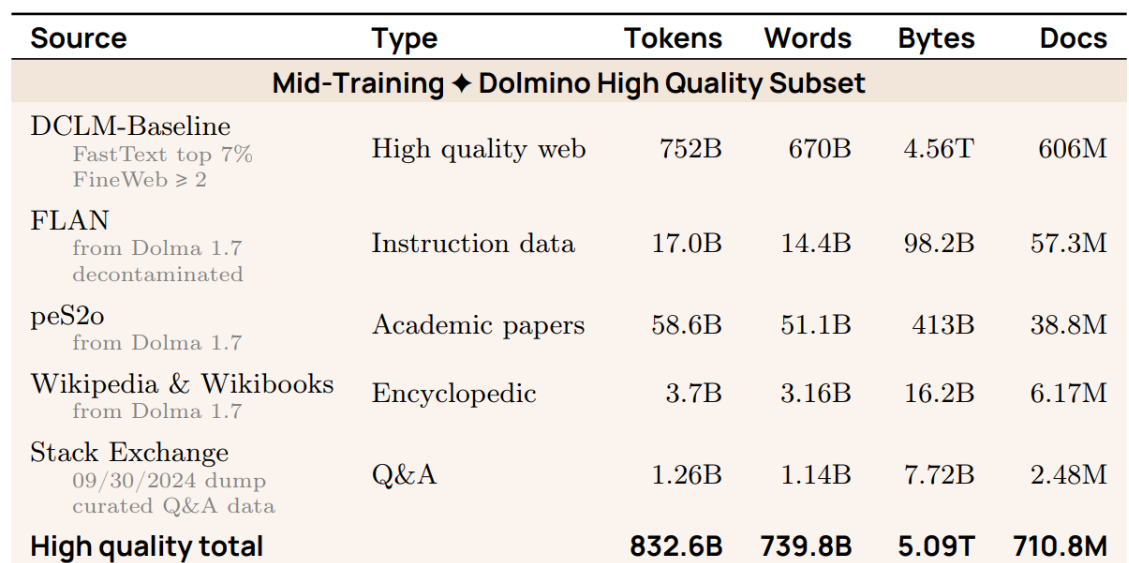 Source Type Tokens Words Bytes Docs
Mid-Training ✦ Dolmino High Quality Subset
DCLM-Baseline
FastText top 7%
FineWeb ⩾ 2
High quality web 752B 670B 4.56T 606M
FLAN
from Dolma 1.7
decontaminated
Instruction data 17.0B 14.4B 98.2B 57.3M
peS2o
from Dolma 1.7
Academic papers 58.6B 51.1B 413B 38.8M
Wikipedia & Wikibooks
from Dolma 1.7
Encyclopedic 3.7B 3.16B 16.2B 6.17M
Stack Exchange
09/30/2024 dump
curated Q&A data
Q&A 1.26B 1.14B 7.72B 2.48M
High quality total 832.6B 739.8B 5.09T 710.8M